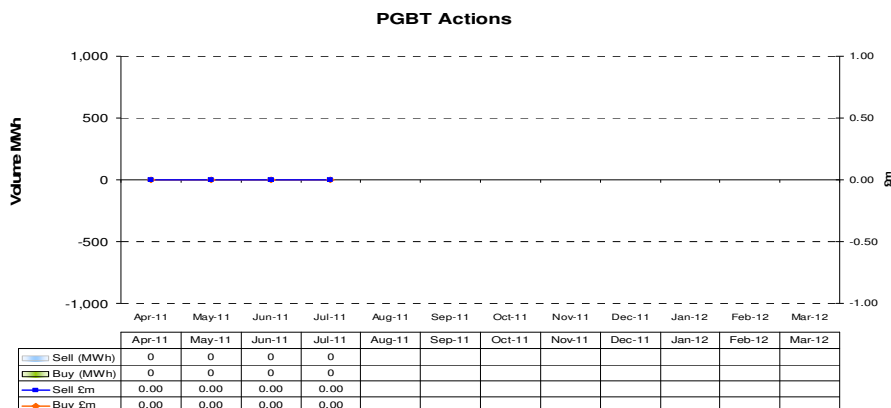 PGBT Actions
1,000
500
0
-500
-1,000
Volume MWh
1.00
0.50
0.00
-0.50
-1.00
£m
Apr-11 May-11 Jun-11 Jul-11 Aug-11 Sep-11 Oct-11 Nov-11 Dec-11 Jan-12 Feb-12 Mar-12
Apr-11 May-11 Jun-11 Jul-11 Aug-11 Sep-11 Oct-11 Nov-11 Dec-11 Jan-12 Feb-12 Mar-12
Sell (MWh) 0 0 0 0
Buy (MWh) 0 0 0 0
Sell £m 0.00 0.00 0.00 0.00
Buy £m 0.00 0.00 0.00 0.00